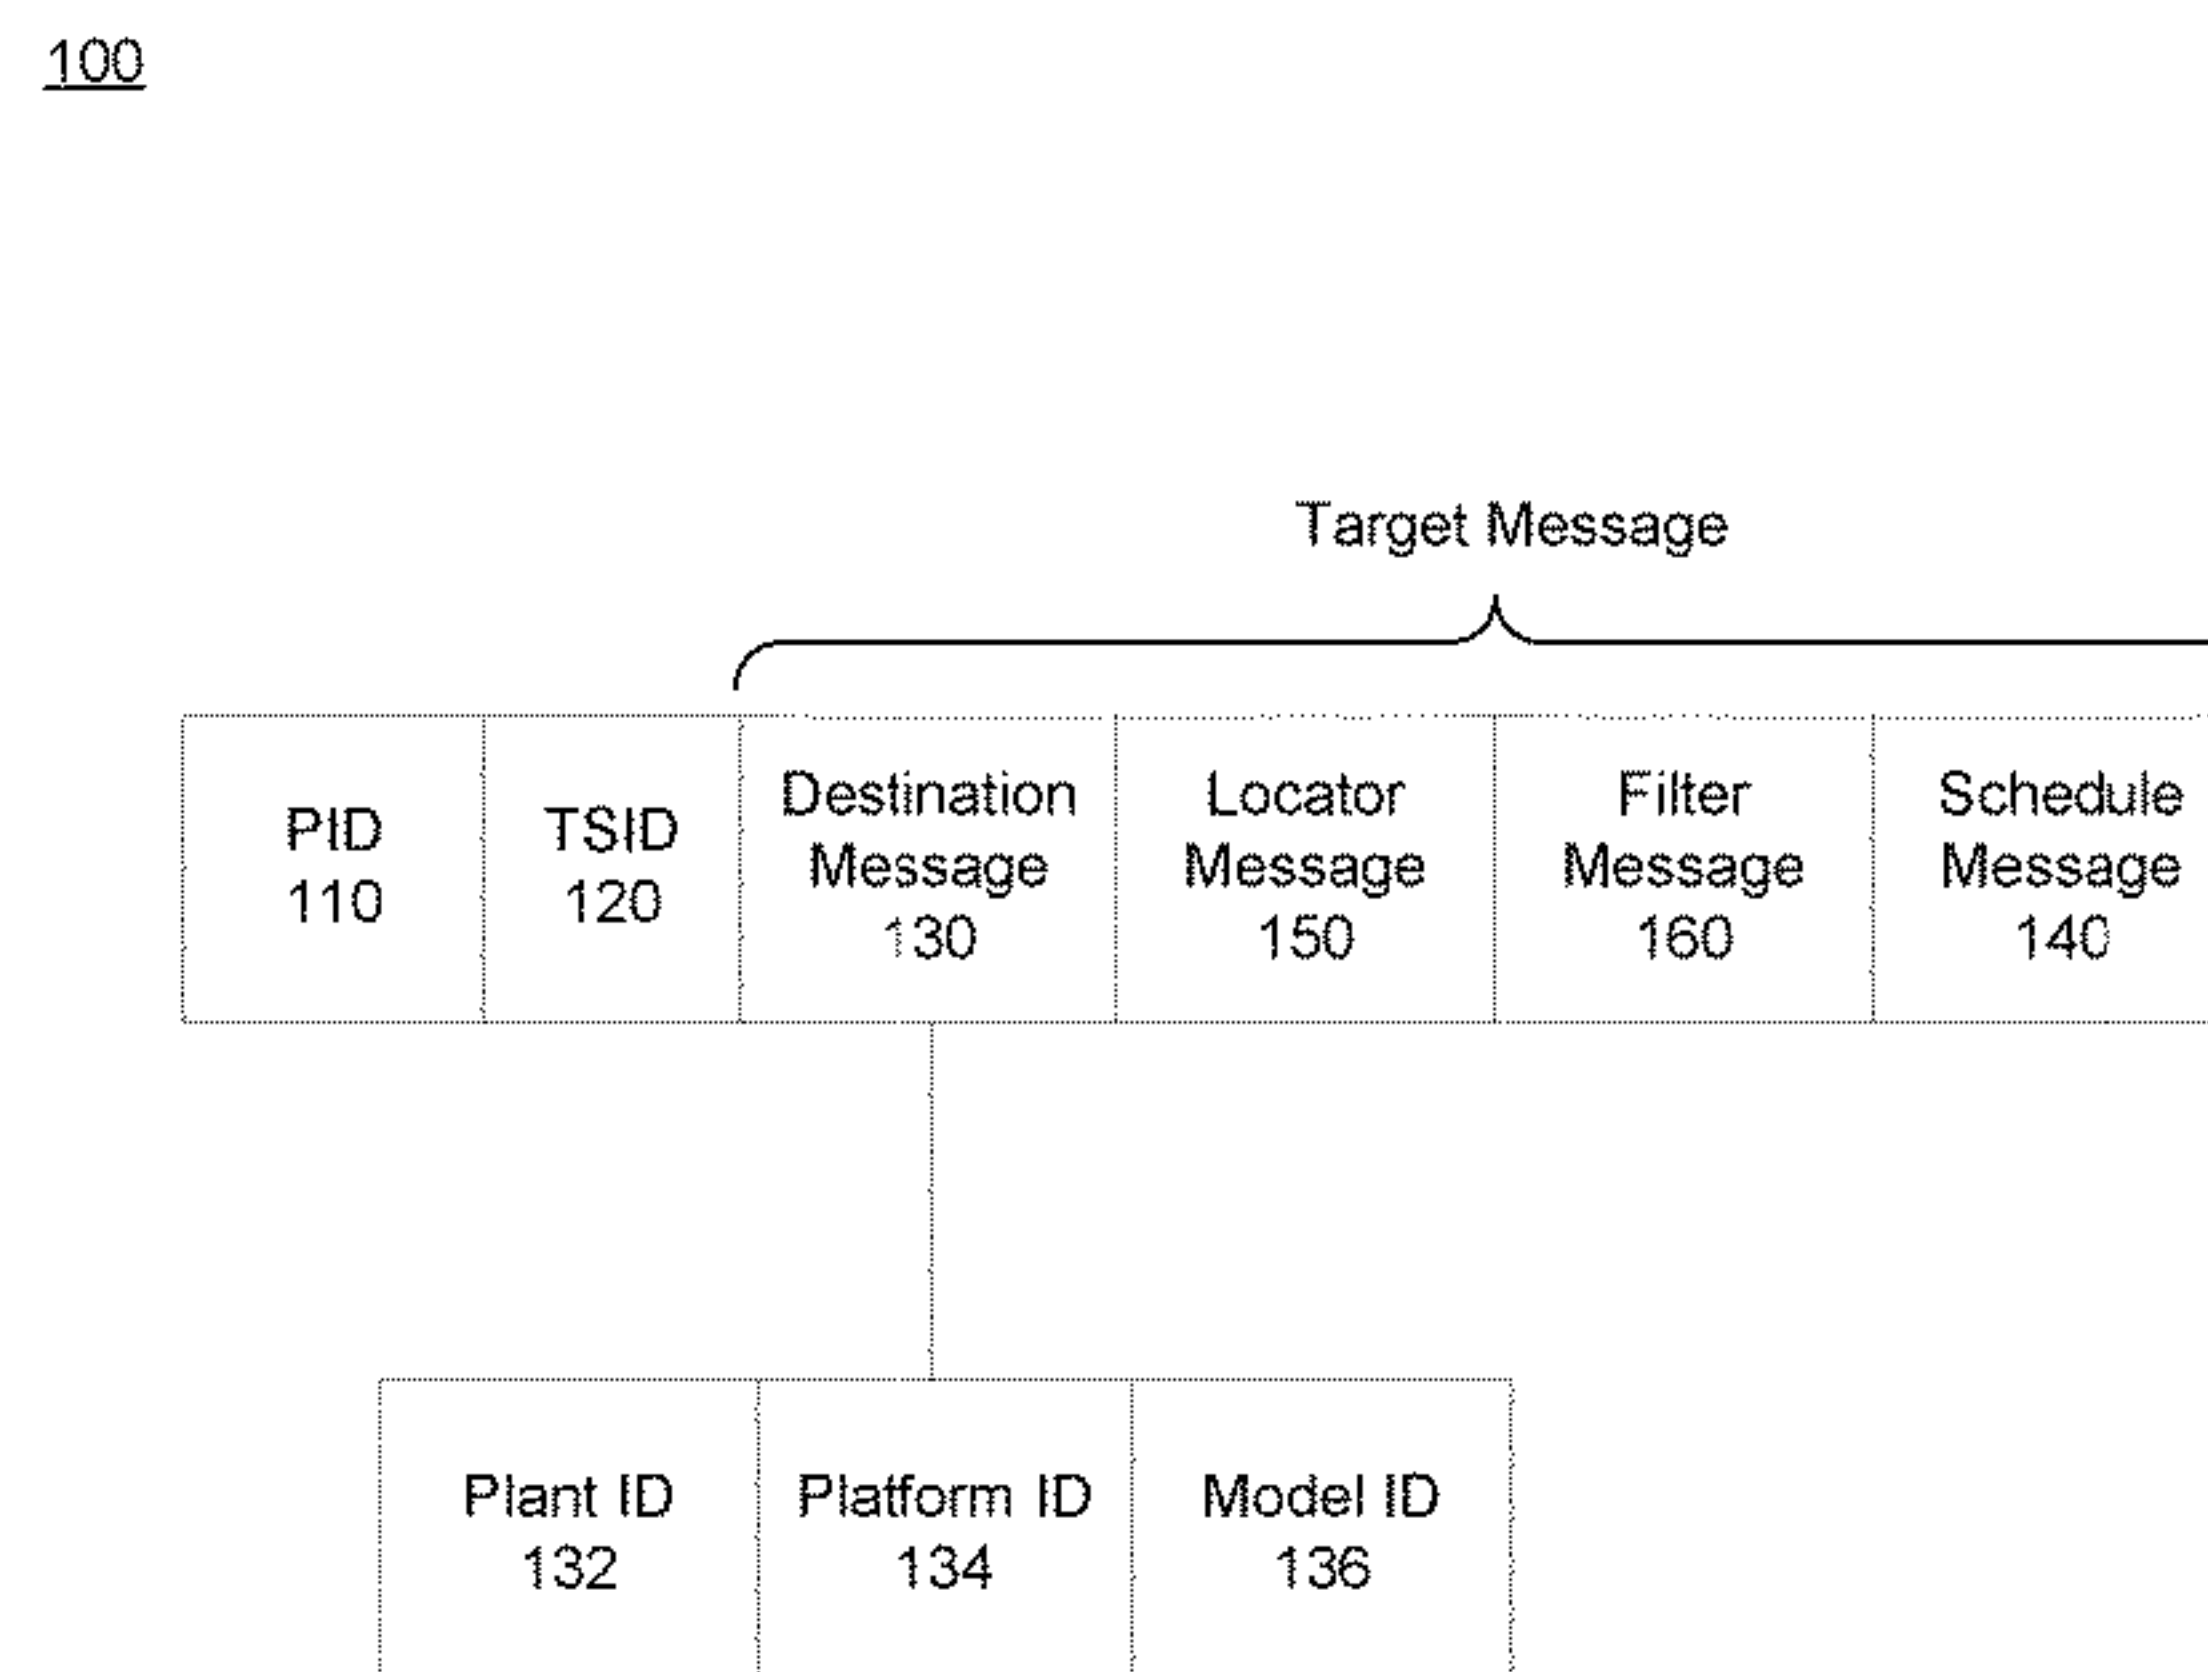 100
Target Message
PID
110
TSID
120
Destination
Message
130
Locator
Message
150
Filter
Message
160
Schedule
Message
140
Plant ID
132
Platform ID
134
Model ID
136